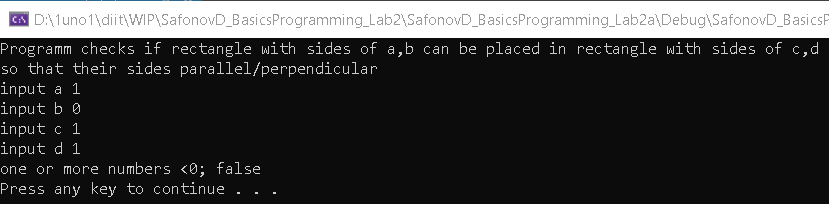 D:\1uno1\diit\WIP\SafonovD_BasicsProgramming_Lab2\SafonovD_BasicsProgramming_Lab2a\Debug\SafonovD_BasicsP
Programm checks if rectangle with sides of a,b can be placed in rectangle with sides of c,d
so that their sides parallel/perpendicular
input a 1
input b 0
input c 1
input d 1
one or more numbers <0; false
Press any key to continue . . .